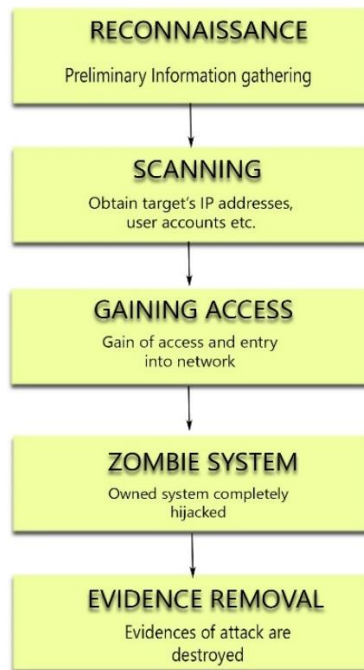 RECONNAISSANCE
Preliminary Information gathering
SCANNING
Obtain target's IP addresses,
user accounts etc.
GAINING ACCESS
Gain of access and entry
into network
ZOMBIE SYSTEM
Owned system completely
hijacked
EVIDENCE REMOVAL
Evidences of attack are
destroyed